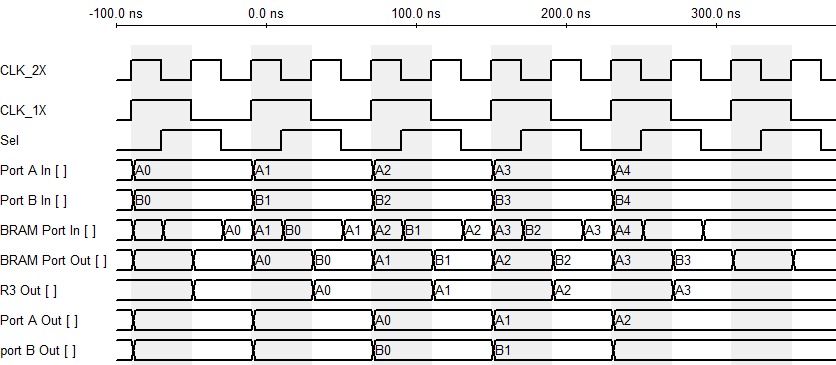 -100.0 ns 0.0 ns 100.0 ns 200.0 ns 300.0 ns
CLK_2X
CLK_1X
Sel
Port A In [ ] A0 A1 A2 A3 A4
Port B In [ ] B0 B1 B2 B3 B4
BRAM Port In [ ] A0 A1 B0 A1 A2 B1 A2 A3 B2 A3 A4
BRAM Port Out [ ] A0 B0 A1 B1 A2 B2 A3 B3
R3 Out [ ] A0 A1 A2 A3
Port A Out [ ] A0 A1 A2
port B Out [ ] B0 B1